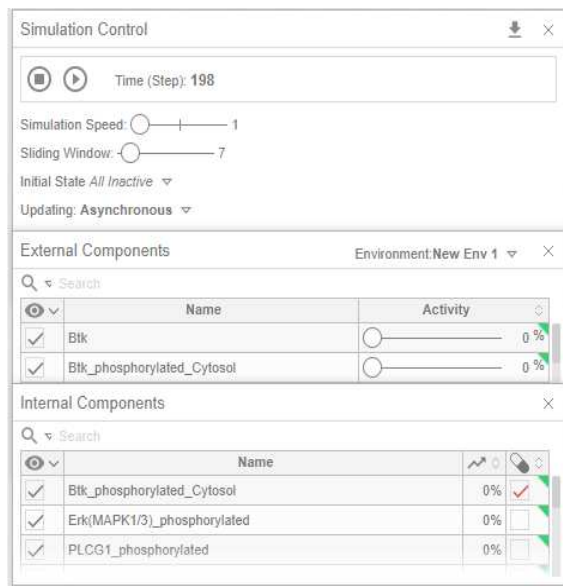 Simulation Control
Time (Step): 198
Simulation Speed: 1
Sliding Window: 7
Initial State All Inactive
Updating: Asynchronous
External Components Environment:New Env 1
Search
Name Activity
Btk 0 %
Btk_phosphorylated_Cytosol 0 %
Internal Components
Search
Name
Btk_phosphorylated_Cytosol 0%
Erk(MAPK1/3)_phosphorylated 0%
PLCG1_phosphorylated 0%